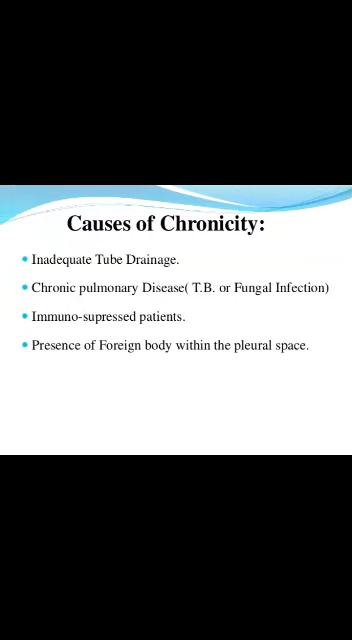 Causes of Chronicity:
Inadequate Tube Drainage.
Chronic pulmonary Disease( T.B. or Fungal Infection)
Immuno-supressed patients.
Presence of Foreign body within the pleural space.